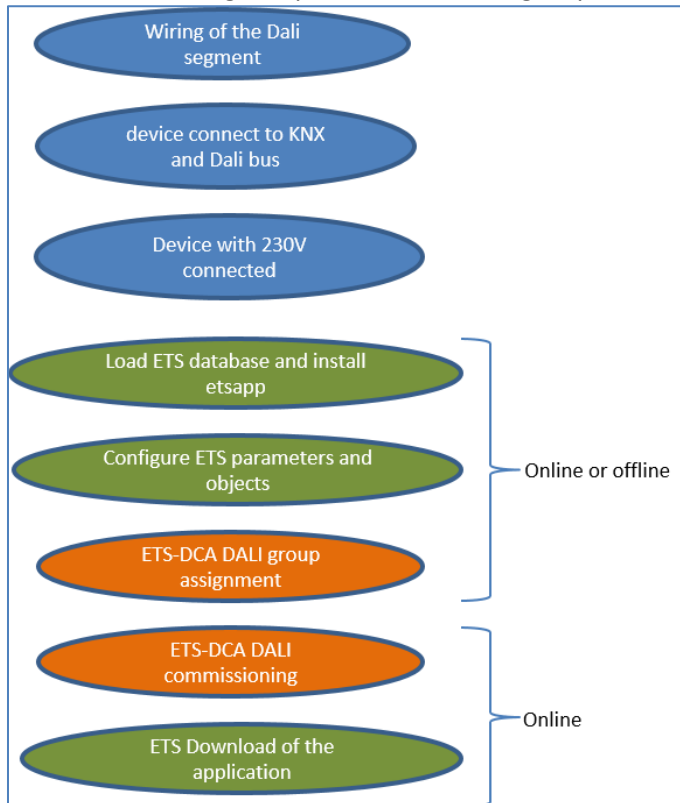 Wiring of the Dali
segment
device connect to KNX
and Dali bus
Device with 230V
connected
Load ETS database and install
etsapp
Configure ETS parameters and
objects
Online or offline
ETS-DCA DALI group
assignment
ETS-DCA DALI
commissioning
Online
ETS Download of the
application